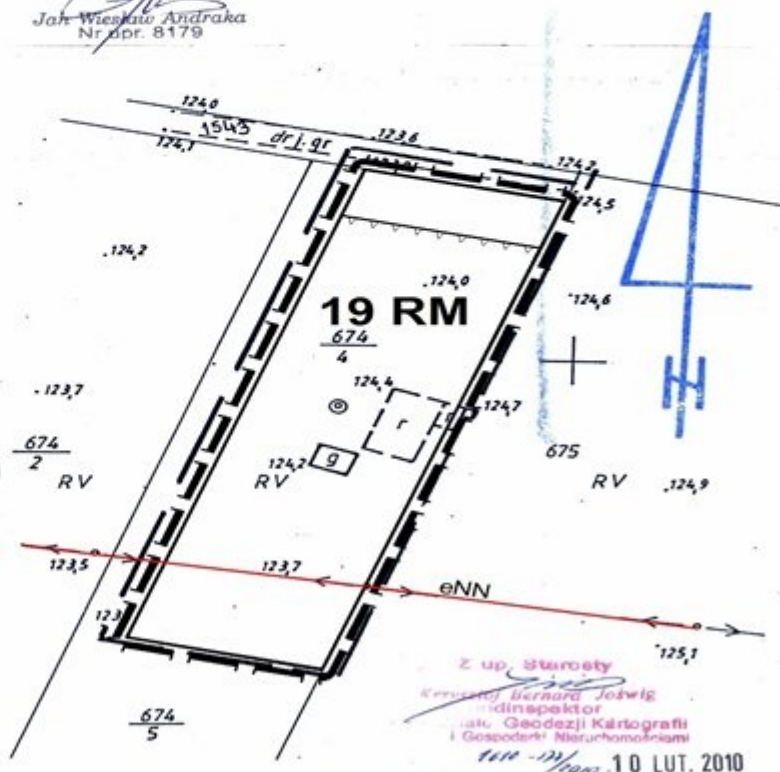 Jan Wiesław Andraka
Nr upr. 8179
124,0
1543 drj. gr
124,1
123,6
124,2
124,5
124,2
124,0
124,6
19 RM
674
4
124,4
124,7
123,7
r
675
674
2
RV
124,2
g
RV
RV
124,9
123,5
123,7
eNN
123
125,1
674
5
Z up. Starosty
Bernard Joźwig
Geodezji Kartografii
i Gospodarki Nieruchomościami
10 LUT. 2010
N